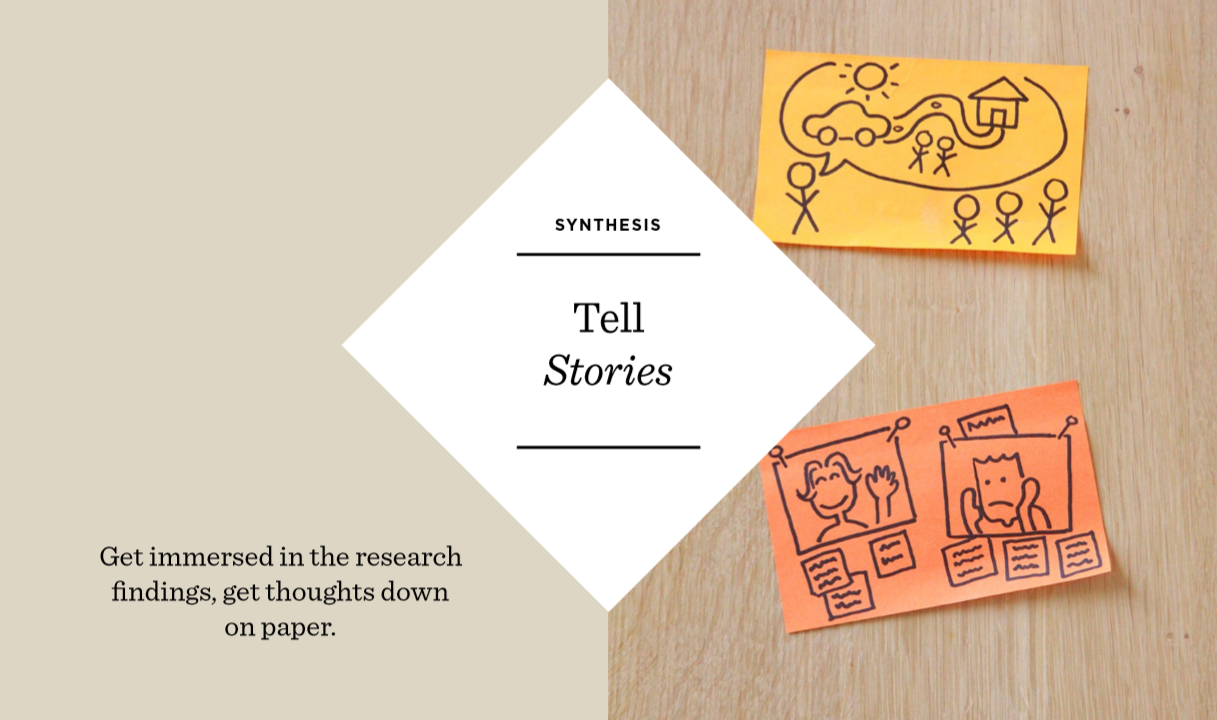 SYNTHESIS
Tell
Stories
Get immersed in the research
findings, get thoughts down
on paper.